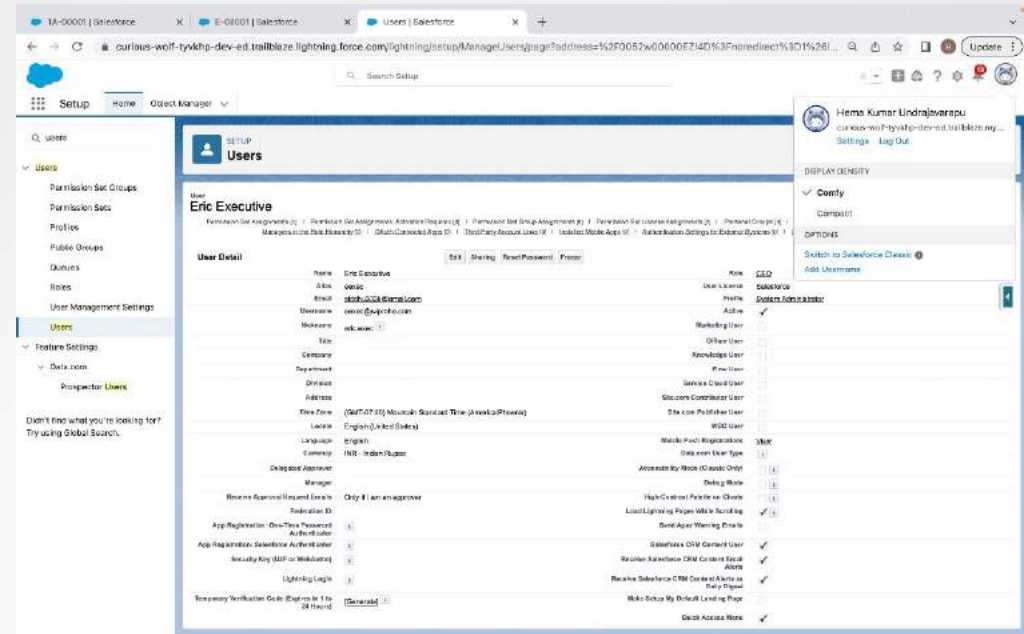 TA-00001 | Salesforce
E-00001 | Salesforce
Users | Salesforce
curious-wolf-tyvkhp-dev-ed.trailblaze.lightning.force.com/lightning/setup/ManageUsers/page?address=
Update
Search Setup
Setup
Home
Object Manager
Hema Kumar Undrajavarapu
curious-wolf-tyvkhp-dev-ed.trailblaze.my....
Settings Log Out
DISPLAY DENSITY
Comfy
Compact
OPTIONS
Switch to Salesforce Classic
Add Username
users
Users
Permission Set Groups
Permission Sets
Profiles
Public Groups
Queues
Roles
User Management Settings
Users
Feature Settings
Data.com
Prospector Users
Didn't find what you're looking for?
Try using Global Search.
SETUP
Users
User
Eric Executive
User Detail
Edit Sharing Reset Password Freeze
Name Eric Executive
Alias
Email
Username
Nickname
Title
Company
Department
Division
Address
Time Zone (GMT-07:00) Mountain Standard Time (America/Phoenix)
Locale English (United States)
Language English
Currency INR - Indian Rupee
Delegated Approver
Manager
Receive Approval Request Emails Only if I am an approver
Federation ID
App Registration: One-Time Password Authenticator
App Registration: Salesforce Authenticator
Security Key (U2F or WebAuthn)
Lightning Login
Temporary Verification Code (Expires in 1 to 24 Hours) [Generate]
Role CEO
User License Salesforce
Profile System Administrator
Active
Marketing User
Offline User
Knowledge User
Flow User
Service Cloud User
Site.com Contributor User
Site.com Publisher User
WDC User
Mobile Push Registrations View
Data.com User Type
Accessibility Mode (Classic Only)
Debug Mode
High-Contrast Palette on Charts
Load Lightning Pages While Scrolling
Send Apex Warning Emails
Salesforce CRM Content User
Receive Salesforce CRM Content Email Alerts
Receive Salesforce CRM Content Alerts as Daily Digest
Make Setup My Default Landing Page
Quick Access Menu